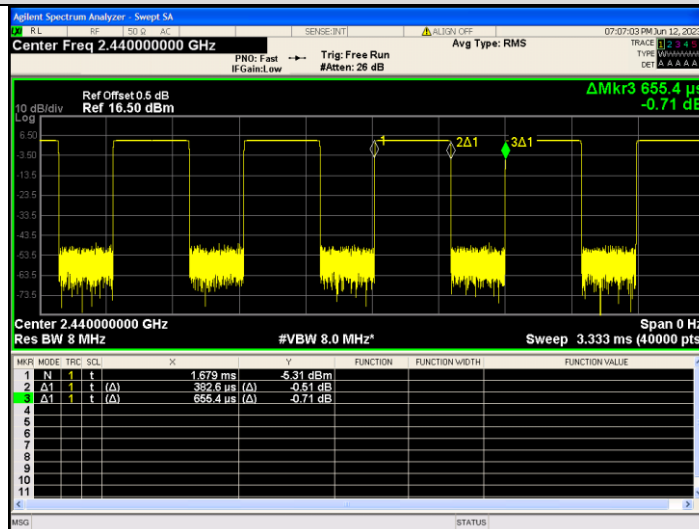 Agilent Spectrum Analyzer - Swept SA
RL RF 50 Ω AC SENSE:INT ALIGN OFF 07:07:03 PM Jun 12, 2023
Center Freq 2.440000000 GHz Avg Type: RMS TRACE 1 2 3 4 5
PNO: Fast Trig: Free Run TYPE
IFGain:Low #Atten: 26 dB DET A A A A A
ΔMkr3 655.4 µs
Ref Offset 0.5 dB -0.71 dB
10 dB/div Ref 16.50 dBm
Log
6.50
1 2Δ1 3Δ1
-3.50
-13.5
-23.5
-33.5
-43.5
-53.5
-63.5
-73.5
Center 2.440000000 GHz Span 0 Hz
Res BW 8 MHz #VBW 8.0 MHz* Sweep 3.333 ms (40000 pts
MKR MODE TRC SCL X Y FUNCTION FUNCTION WIDTH FUNCTION VALUE
1 N 1 t 1.679 ms -5.31 dBm
2 Δ1 1 t (Δ) 382.6 µs (Δ) -0.51 dB
3 Δ1 1 t (Δ) 655.4 µs (Δ) -0.71 dB
4
5
6
7
8
9
10
11
MSG STATUS